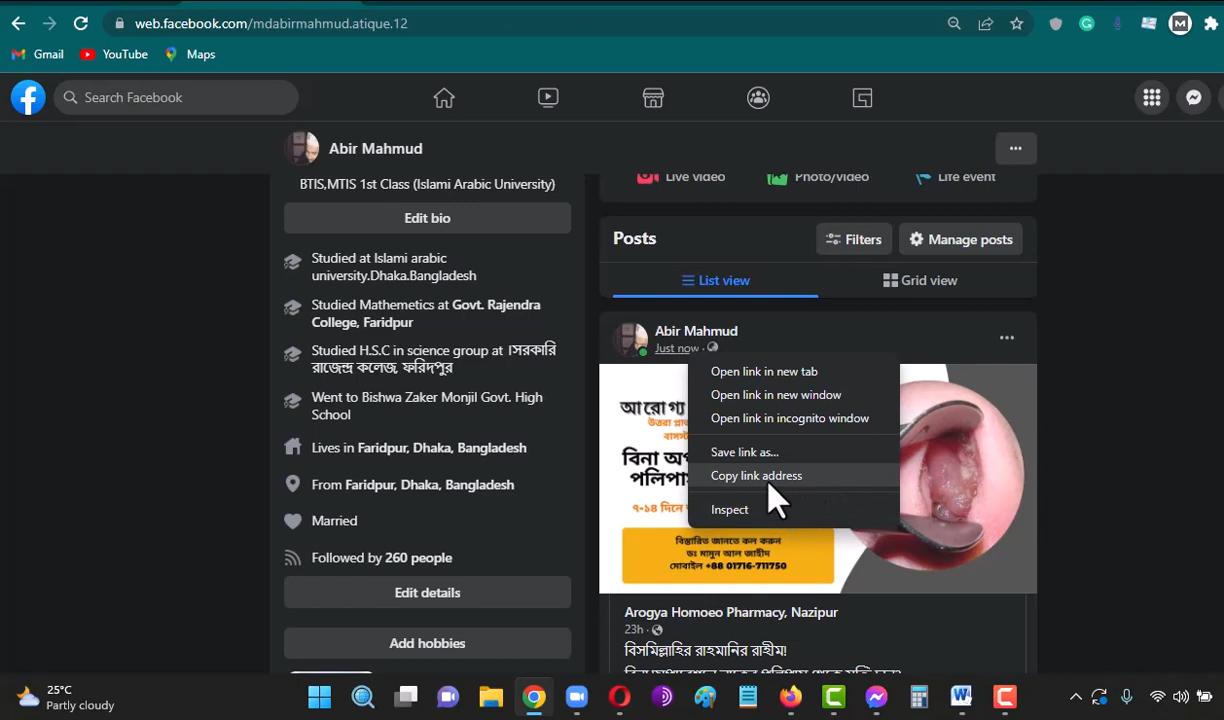 web.facebook.com/mdabirmahmud.atique.12
Gmail
YouTube
Maps
Search Facebook
Abir Mahmud
BTIS,MTIS 1st Class (Islami Arabic University)
Edit bio
Studied at Islami arabic
university.Dhaka.Bangladesh
Studied Mathemetics at Govt. Rajendra
College, Faridpur
Studied H.S.C in science group at ।সরকারি
রাজেন্দ্র কলেজ, ফরিদপুর
Went to Bishwa Zaker Monjil Govt. High
School
Lives in Faridpur, Dhaka, Bangladesh
From Faridpur, Dhaka, Bangladesh
Married
Followed by 260 people
Edit details
Add hobbies
Live video
Photo/video
Life event
Posts
Filters
Manage posts
List view
Grid view
Abir Mahmud
Just now
Open link in new tab
Open link in new window
Open link in incognito window
Save link as...
Copy link address
Inspect
আরোগ্য
উত্তরা
বাসস্ট
বিনা অপ
পলিপাস
৭-১৪ দিনে
বিস্তারিত জানতে কল করুন
ডাঃ মামুন আল জাহীদ
মোবাইল +88 01716-711750
Arogya Homoeo Pharmacy, Nazipur
23h
বিসমিল্লাহির রাহমানির রাহীম!
25°C
Partly cloudy